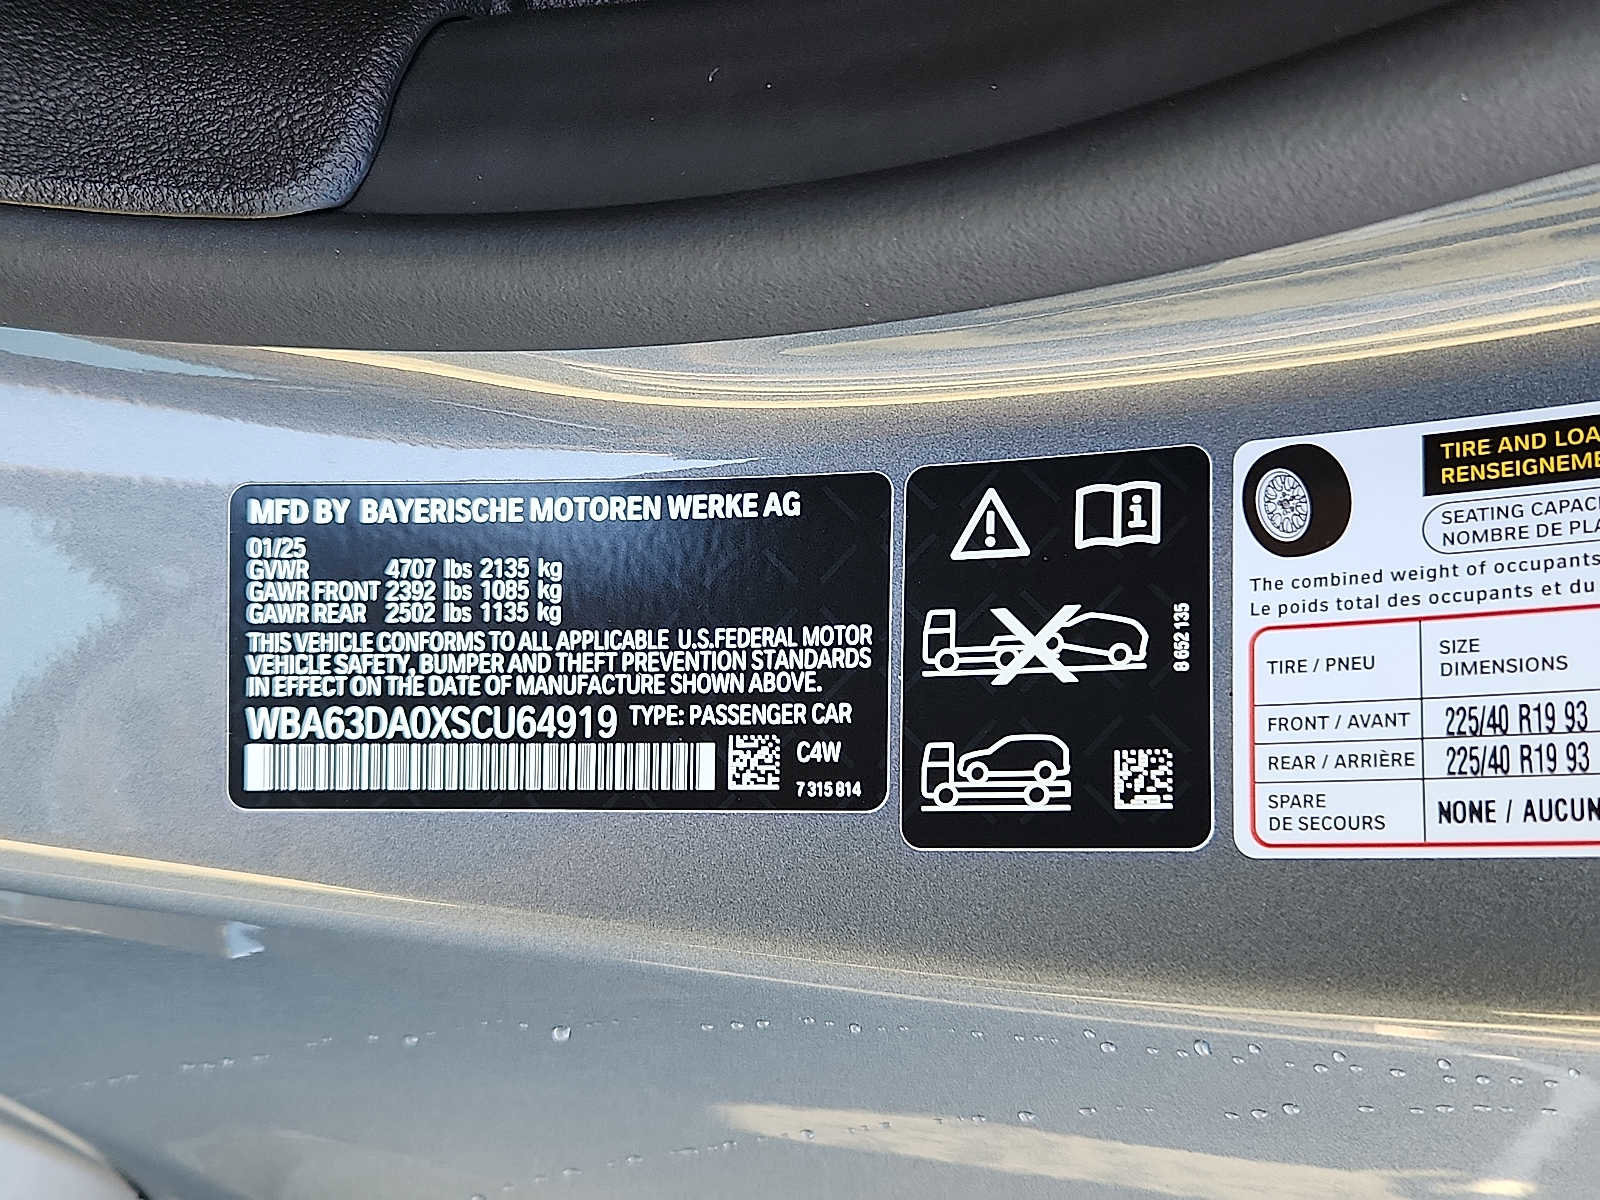 MFD BY BAYERISCHE MOTOREN WERKE AG
01/25
GVWR 4707 lbs 2135 kg
GAWR FRONT 2392 lbs 1085 kg
GAWR REAR 2502 lbs 1135 kg
THIS VEHICLE CONFORMS TO ALL APPLICABLE U.S.FEDERAL MOTOR
VEHICLE SAFETY, BUMPER AND THEFT PREVENTION STANDARDS
IN EFFECT ON THE DATE OF MANUFACTURE SHOWN ABOVE.
WBA63DA0XSCU64919 TYPE: PASSENGER CAR
C4W
7 315 814
8 652 135
TIRE AND LOA
RENSEIGNEME
SEATING CAPACI
NOMBRE DE PLA
The combined weight of occupants
Le poids total des occupants et du
TIRE / PNEU
SIZE
DIMENSIONS
FRONT / AVANT 225/40 R19 93
REAR / ARRIÈRE 225/40 R19 93
SPARE
DE SECOURS
NONE / AUCUN